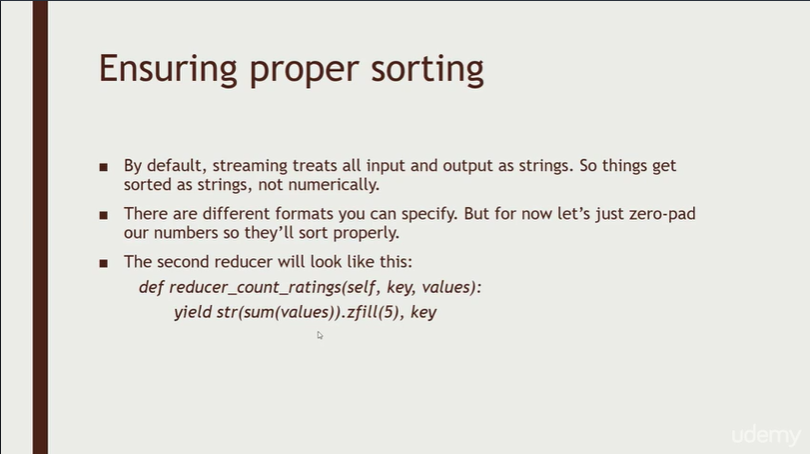 Ensuring proper sorting
■ By default, streaming treats all input and output as strings. So things get
sorted as strings, not numerically.
■ There are different formats you can specify. But for now let’s just zero-pad
our numbers so they’ll sort properly.
■ The second reducer will look like this:
def reducer_count_ratings(self, key, values):
yield str(sum(values)).zfill(5), key
udemy